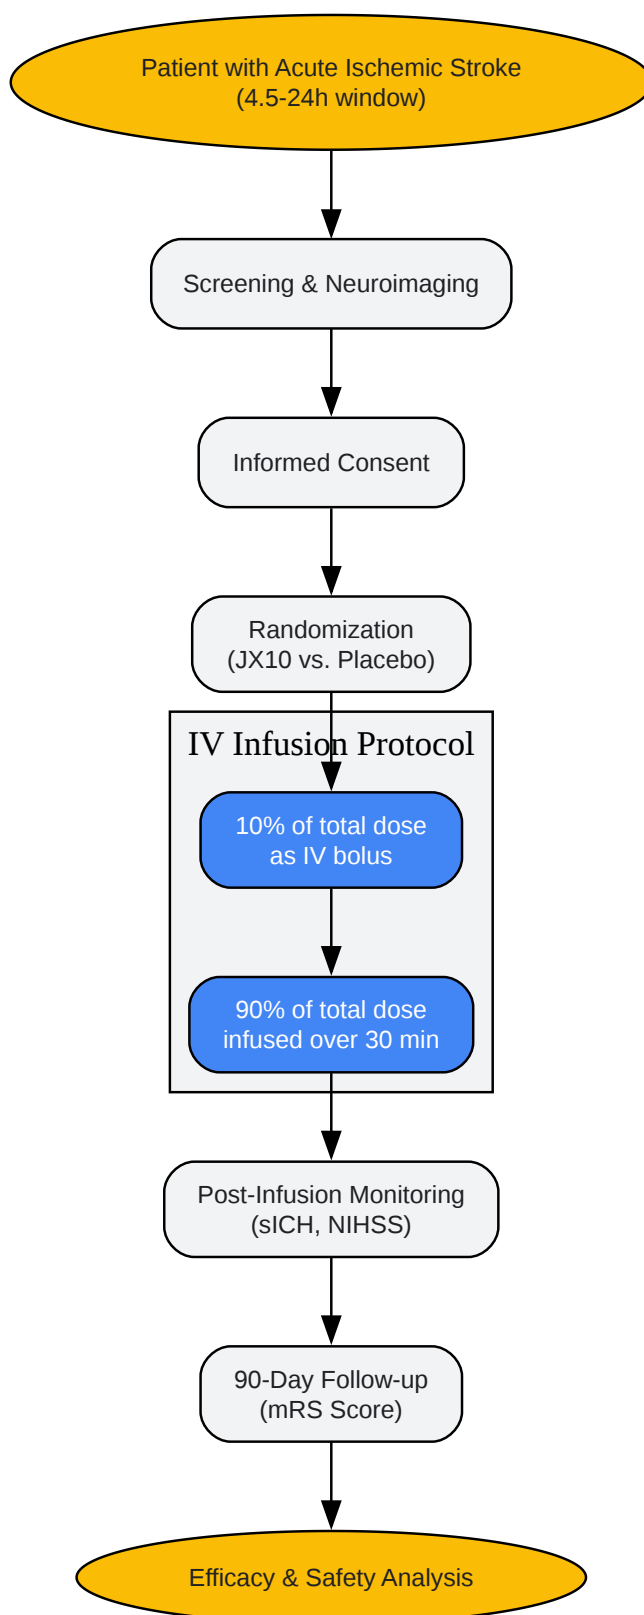 Patient with Acute Ischemic Stroke
(4.5-24h window)
Screening & Neuroimaging
Informed Consent
Randomization
(JX10 vs. Placebo)
IV Infusion Protocol
10% of total dose
as IV bolus
90% of total dose
infused over 30 min
Post-Infusion Monitoring
(sICH, NIHSS)
90-Day Follow-up
(mRS Score)
Efficacy & Safety Analysis